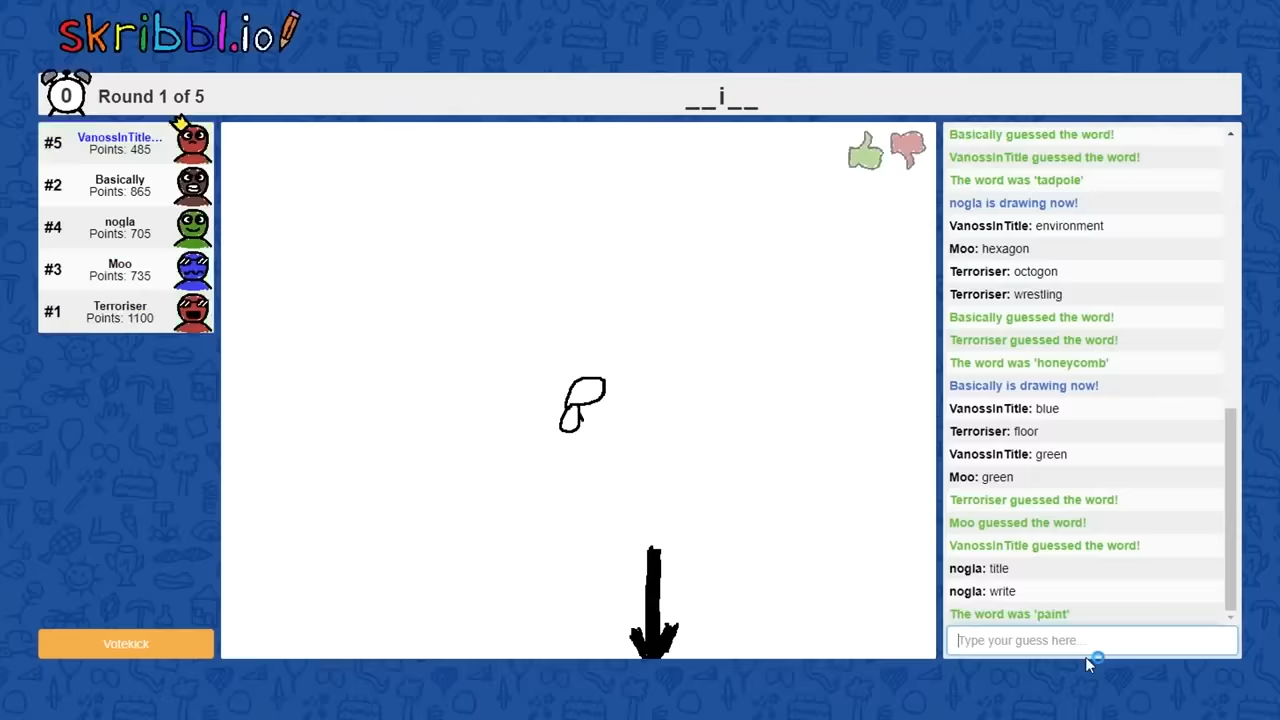 skribbl.io
0 Round 1 of 5 __i__
#5 VanossInTitle...
Points: 485
#2 Basically
Points: 865
#4 nogla
Points: 705
#3 Moo
Points: 735
#1 Terroriser
Points: 1100
Votekick
Basically guessed the word!
VanossInTitle guessed the word!
The word was 'tadpole'
nogla is drawing now!
VanossInTitle: environment
Moo: hexagon
Terroriser: octogon
Terroriser: wrestling
Basically guessed the word!
Terroriser guessed the word!
The word was 'honeycomb'
Basically is drawing now!
VanossInTitle: blue
Terroriser: floor
VanossInTitle: green
Moo: green
Terroriser guessed the word!
Moo guessed the word!
VanossInTitle guessed the word!
nogla: title
nogla: write
The word was 'paint'
Type your guess here...